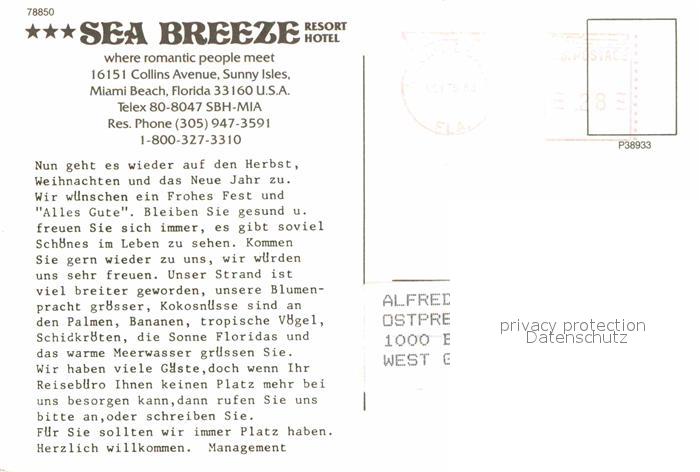 78850
★★★SEA BREEZE RESORT HOTEL
where romantic people meet
16151 Collins Avenue, Sunny Isles,
Miami Beach, Florida 33160 U.S.A.
Telex 80-8047 SBH-MIA
Res. Phone (305) 947-3591
1-800-327-3310
Nun geht es wieder auf den Herbst,
Weihnachten und das Neue Jahr zu.
Wir wünschen ein Frohes Fest und
"Alles Gute". Bleiben Sie gesund u.
freuen Sie sich immer, es gibt soviel
Schönes im Leben zu sehen. Kommen
Sie gern wieder zu uns, wir würden
uns sehr freuen. Unser Strand ist
viel breiter geworden, unsere Blumen-
pracht grösser, Kokosnüsse sind an
den Palmen, Bananen, tropische Vögel,
Schidkröten, die Sonne Floridas und
das warme Meerwasser grüssen Sie.
Wir haben viele Gäste,doch wenn Ihr
Reisebüro Ihnen keinen Platz mehr bei
uns besorgen kann,dann rufen Sie uns
bitte an,oder schreiben Sie.
Für Sie sollten wir immer Platz haben.
Herzlich willkommen. Management
FLA.
U.S. POSTAGE
28
P38933
ALFRED
OSTPRE
1000 B
WEST G
privacy protection
Datenschutz